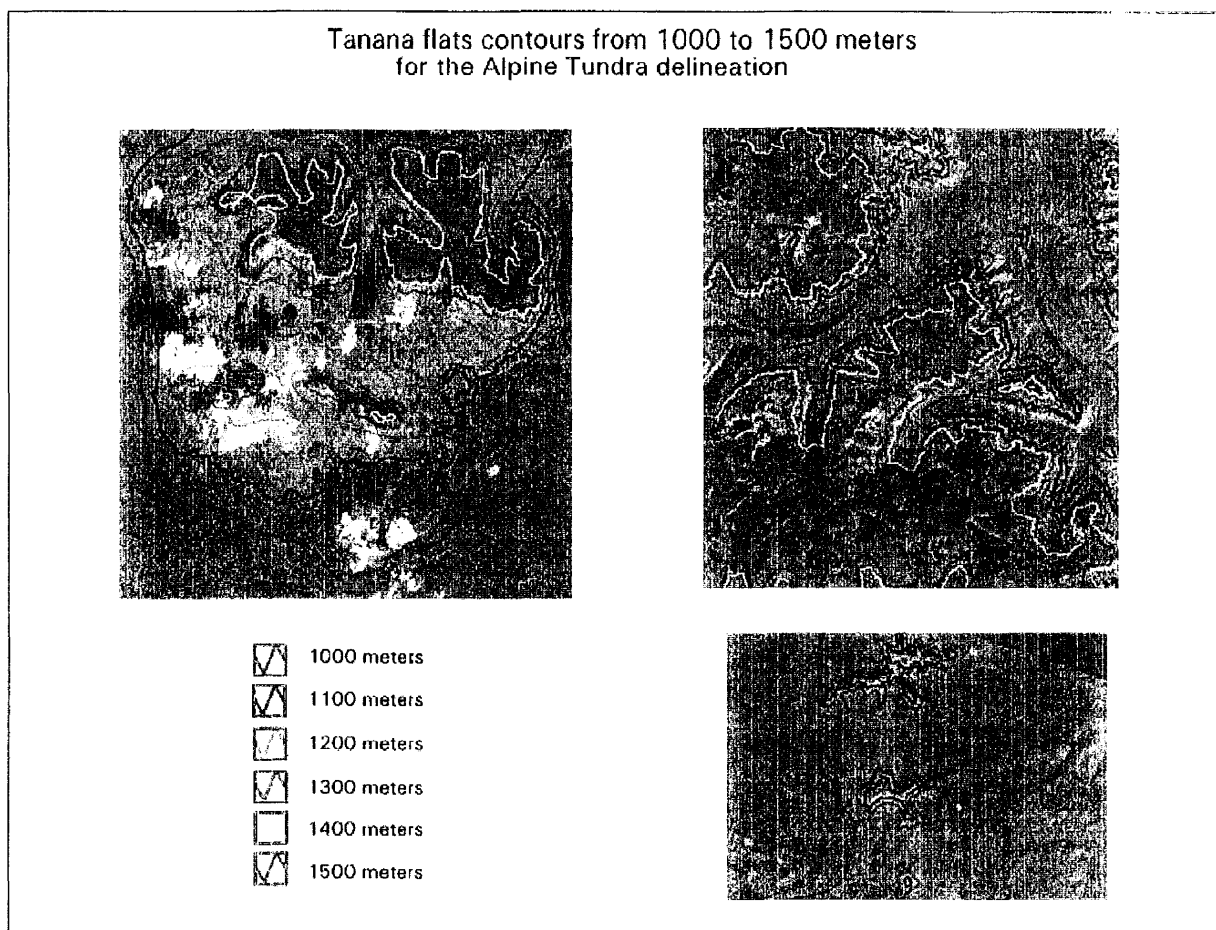 Tanana flats contours from 1000 to 1500 meters
for the Alpine Tundra delineation
1000 meters
1100 meters
1200 meters
1300 meters
1400 meters
1500 meters